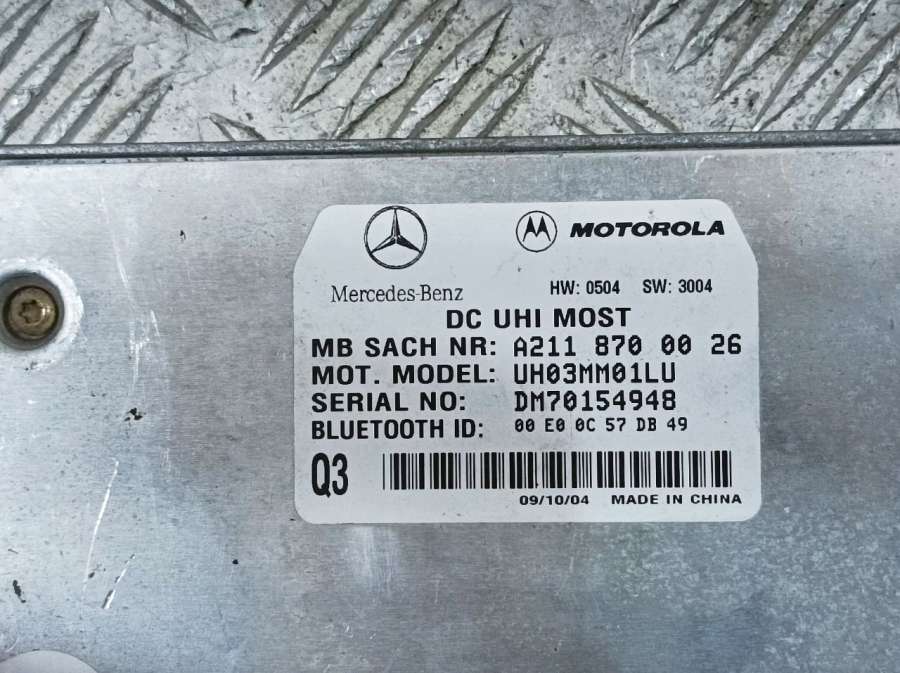 MOTOROLA
Mercedes-Benz
HW: 0504 SW: 3004
DC UHI MOST
MB SACH NR: A211 870 00 26
MOT. MODEL: UH03MM01LU
SERIAL NO: DM70154948
BLUETOOTH ID: 00 E0 0C 57 DB 49
Q3
09/10/04 MADE IN CHINA